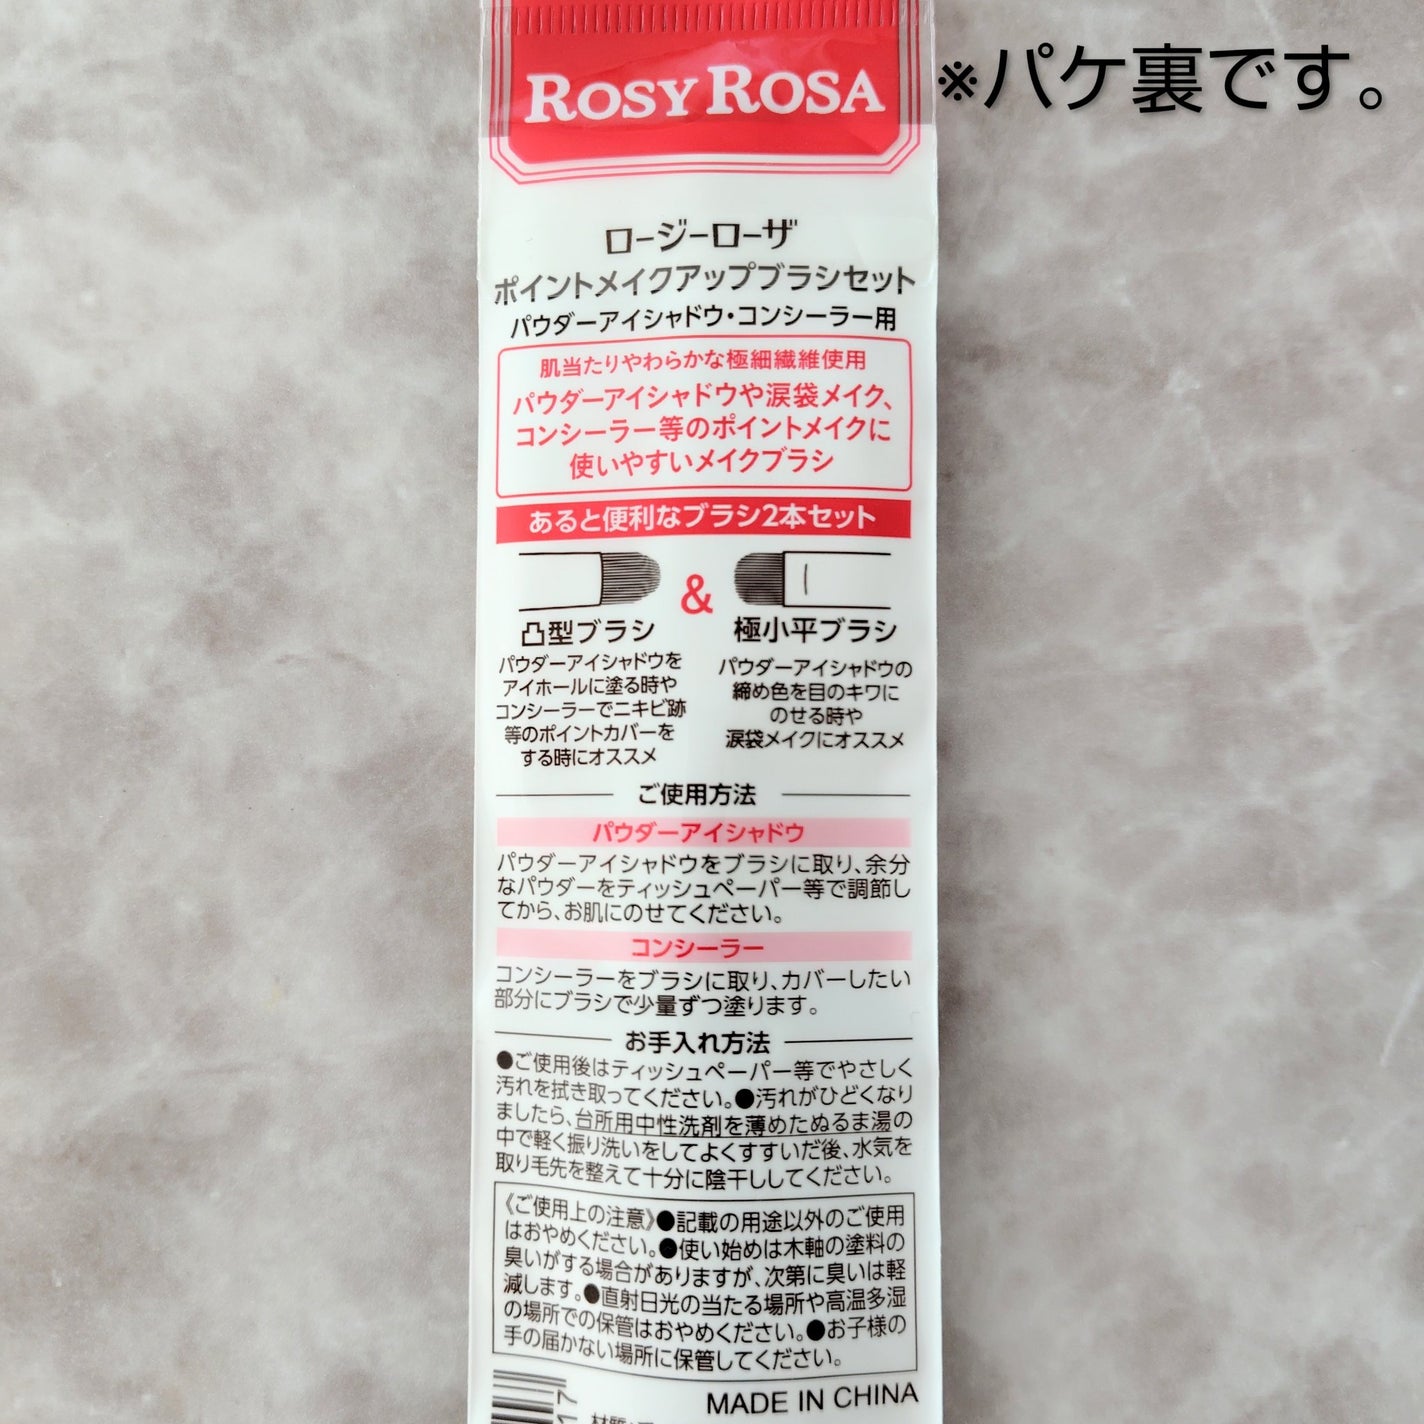 ※パケ裏です。
ROSY ROSA
ロージーローザ
ポイントメイクアップブラシセット
パウダーアイシャドウ・コンシーラー用
肌当たりやわらかな極細繊維使用
パウダーアイシャドウや涙袋メイク、
コンシーラー等のポイントメイクに
使いやすいメイクブラシ
あると便利なブラシ2本セット
&
凸型ブラシ
パウダーアイシャドウを
アイホールに塗る時や
コンシーラーでニキビ跡
等のポイントカバーを
する時にオススメ
極小平ブラシ
パウダーアイシャドウの
締め色を目のキワに
のせる時や
涙袋メイクにオススメ
ご使用方法
パウダーアイシャドウ
パウダーアイシャドウをブラシに取り、余分
なパウダーをティッシュペーパー等で調節し
てから、お肌にのせてください。
コンシーラー
コンシーラーをブラシに取り、カバーしたい
部分にブラシで少量ずつ塗ります。
お手入れ方法
●ご使用後はティッシュペーパー等でやさしく
汚れを拭き取ってください。●汚れがひどくなり
ましたら、台所用中性洗剤を薄めたぬるま湯の
中で軽く振り洗いをしてよくすすいだ後、水気を
取り毛先を整えて十分に陰干ししてください。
《ご使用上の注意》●記載の用途以外のご使用
はおやめください。●使い始めは木軸の塗料の
臭いがする場合がありますが、次第に臭いは軽
減します。●直射日光の当たる場所や高温多湿
の場所での保管はおやめください。●お子様の
手の届かない場所に保管してください。
MADE IN CHINA
17
材質: